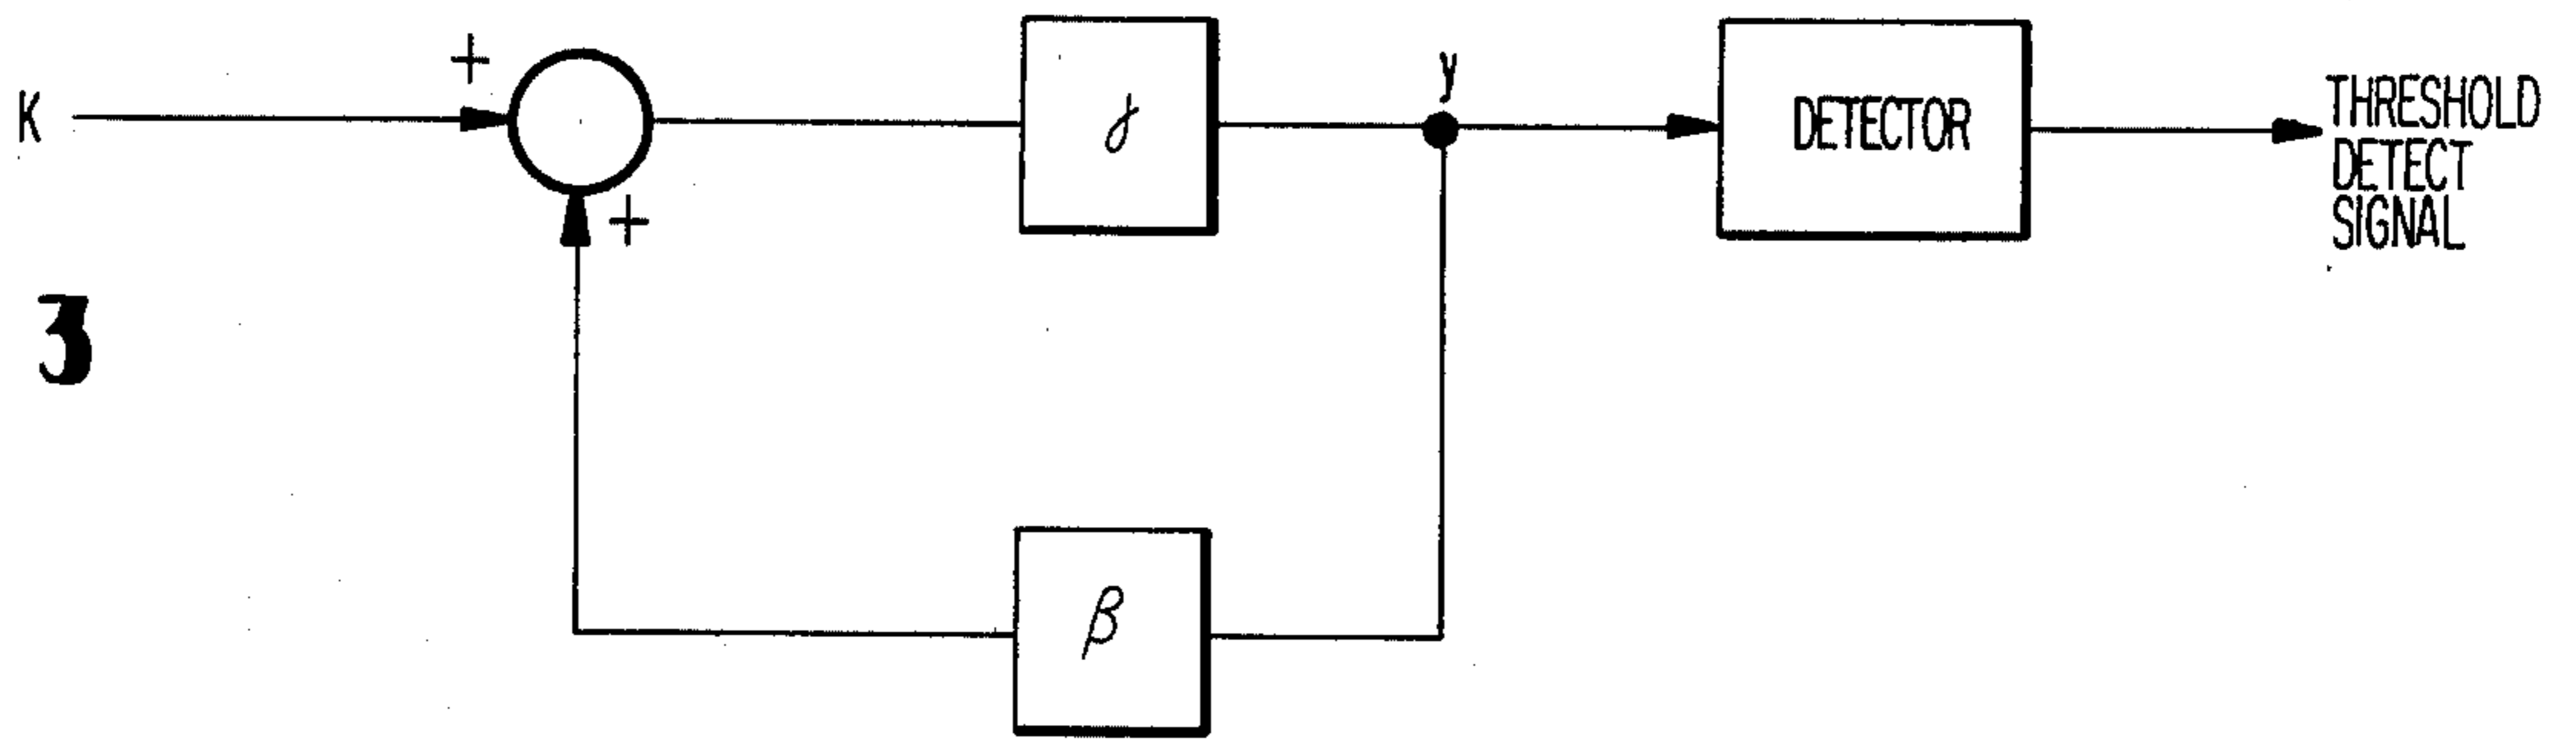 K
+
+
γ
y
DETECTOR
THRESHOLD
DETECT
SIGNAL
3
β